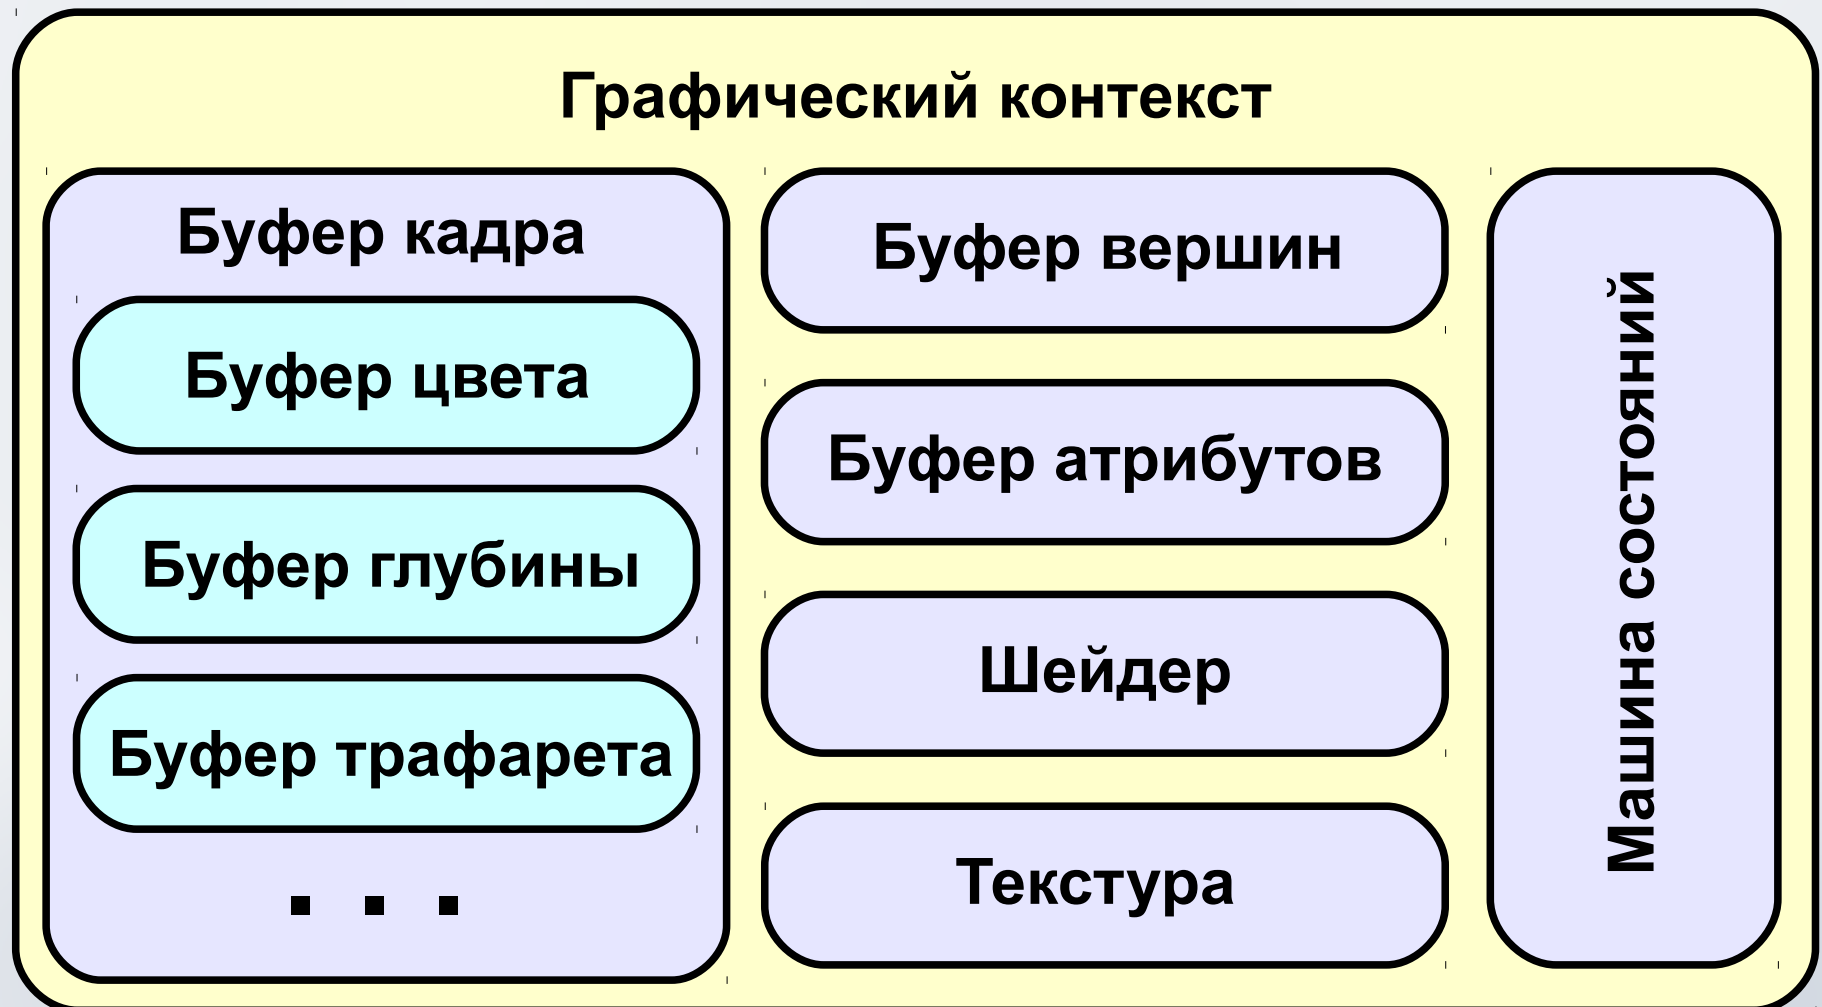 Графический контекст
Буфер кадра
Буфер цвета
Буфер глубины
Буфер трафарета
. . .
Буфер вершин
Буфер атрибутов
Шейдер
Текстура
Машина состояний